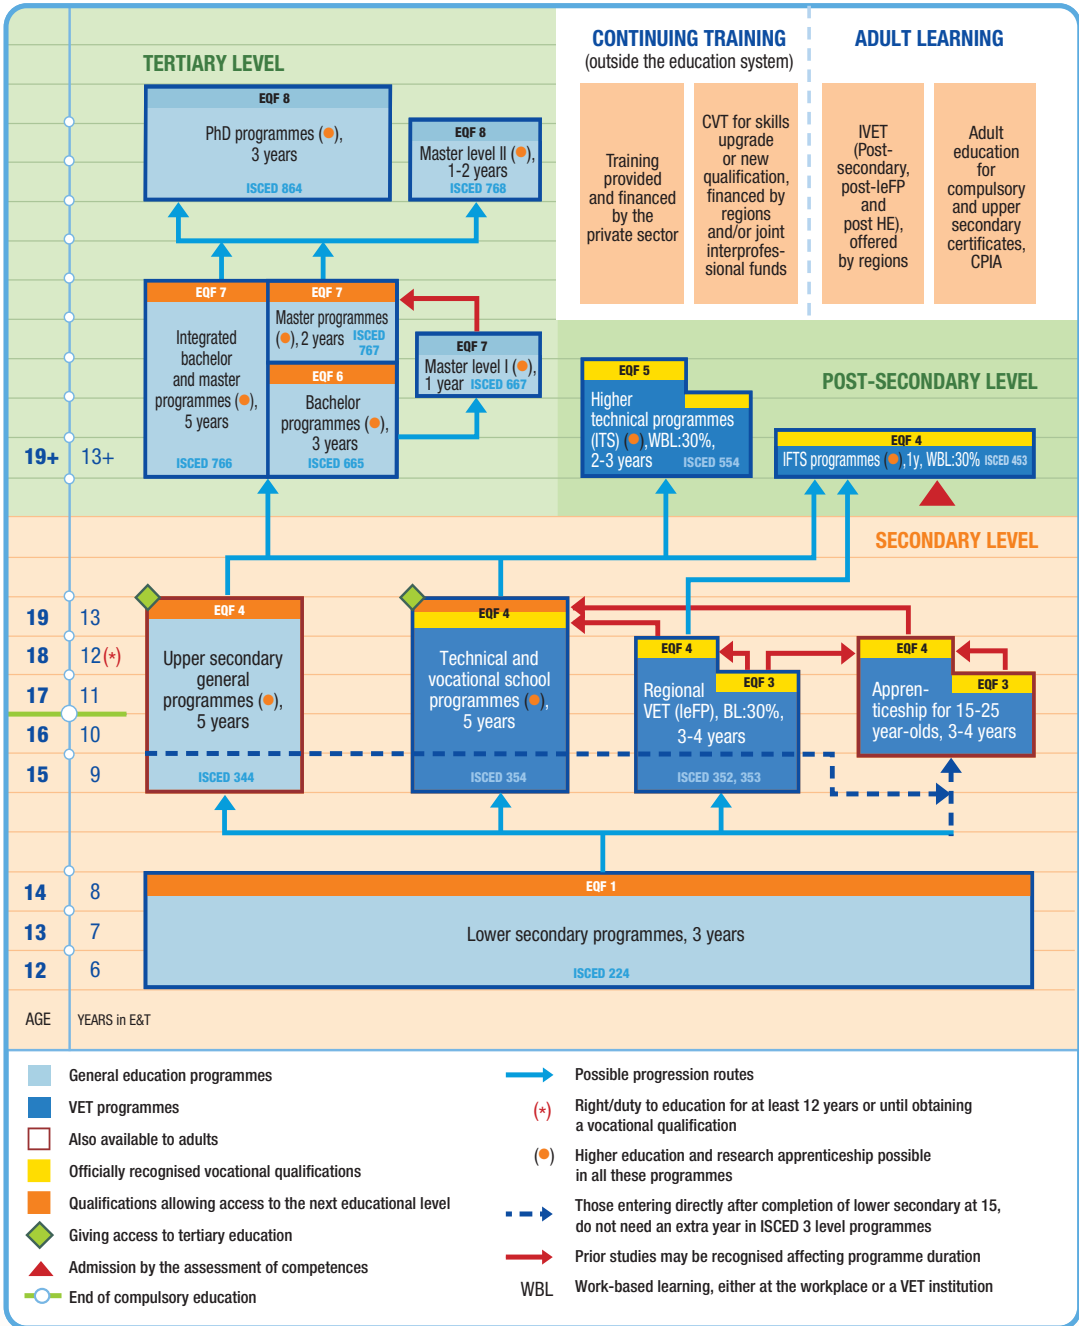 TERTIARY LEVEL
CONTINUING TRAINING
(outside the education system)
ADULT LEARNING
EQF 8
PhD programmes (),
3 years
ISCED 864
EQF 8
Master level II (),
1-2 years
ISCED 768
Training
provided
and financed
by the
private sector
CVT for skills
upgrade
or new
qualification,
financed by
regions
and/or joint
interprofes-
sional funds
IVET
(Post-
secondary,
post-leFP
and
post HE),
offered
by regions
Adult
education
for
compulsory
and upper
secondary
certificates,
CPIA
EQF 7
Integrated
bachelor
and master
programmes (),
5 years
ISCED 766
EQF 7
Master programmes
(), 2 years ISCED
767
EQF 6
Bachelor
programmes (),
3 years
ISCED 665
EQF 7
Master level I (),
1 year ISCED 667
POST-SECONDARY LEVEL
EQF 5
Higher
technical programmes
(ITS) (),WBL:30%,
2-3 years ISCED 554
EQF 4
IFTS programmes (),1y, WBL:30% ISCED 453
19+ 13+
SECONDARY LEVEL
19 13
18 12(*)
17 11
16 10
15 9
EQF 4
Upper secondary
general
programmes (),
5 years
ISCED 344
EQF 4
Technical and
vocational school
programmes (),
5 years
ISCED 354
EQF 4
EQF 3
Regional
VET (leFP), BL:30%,
3-4 years
ISCED 352, 353
EQF 4
EQF 3
Appren-
ticeship for 15-25
year-olds, 3-4 years
14 8
13 7
12 6
EQF 1
Lower secondary programmes, 3 years
ISCED 224
AGE YEARS in E&T
General education programmes
VET programmes
Also available to adults
Officially recognised vocational qualifications
Qualifications allowing access to the next educational level
Giving access to tertiary education
Admission by the assessment of competences
End of compulsory education
Possible progression routes
(*) Right/duty to education for at least 12 years or until obtaining
a vocational qualification
() Higher education and research apprenticeship possible
in all these programmes
Those entering directly after completion of lower secondary at 15,
do not need an extra year in ISCED 3 level programmes
Prior studies may be recognised affecting programme duration
WBL Work-based learning, either at the workplace or a VET institution